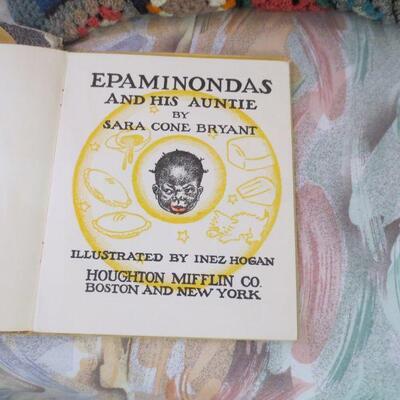 EPAMINONDAS
AND HIS AUNTIE
BY
SARA CONE BRYANT
ILLUSTRATED BY INEZ HOGAN
HOUGHTON MIFFLIN CO.
BOSTON AND NEW YORK